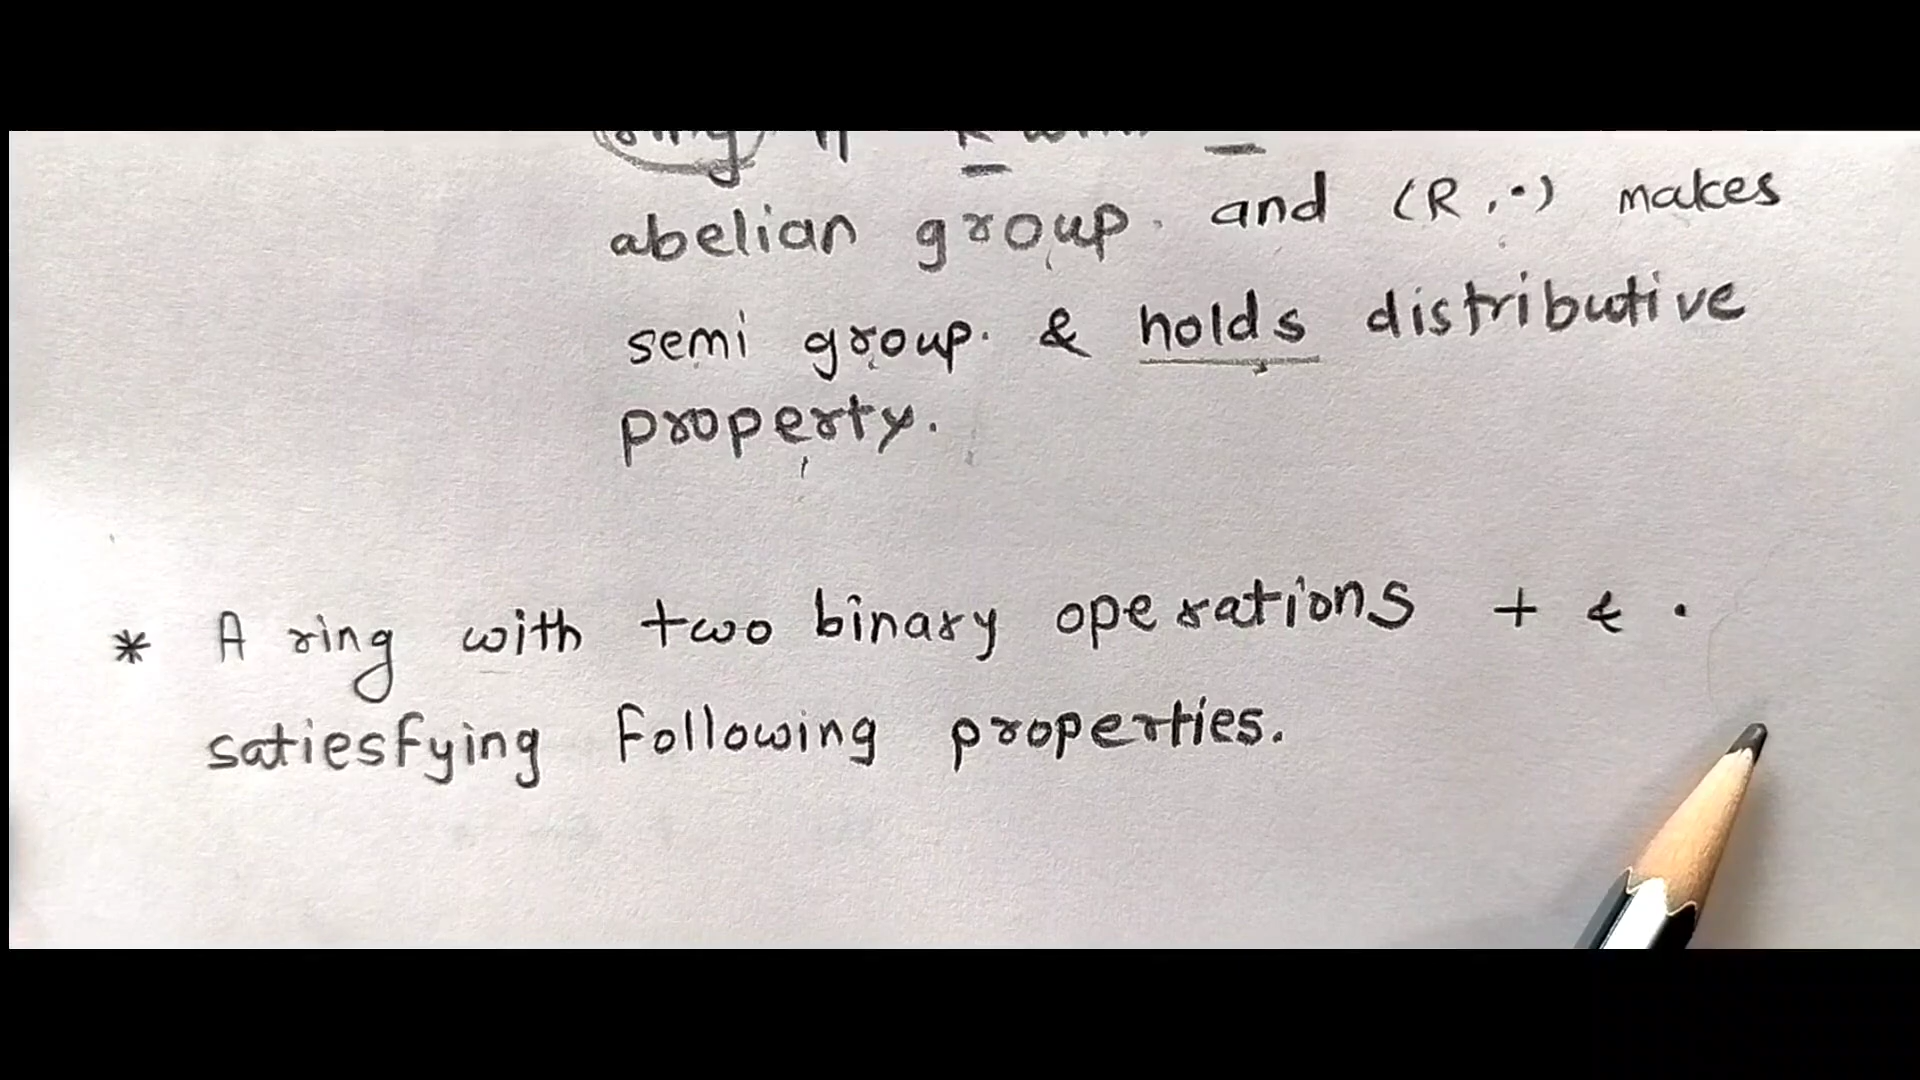 abelian group. and (R, ·) makes
semi group. & holds distributive
property.
* A ring with two binary operations + & ·
satiesfying following properties.